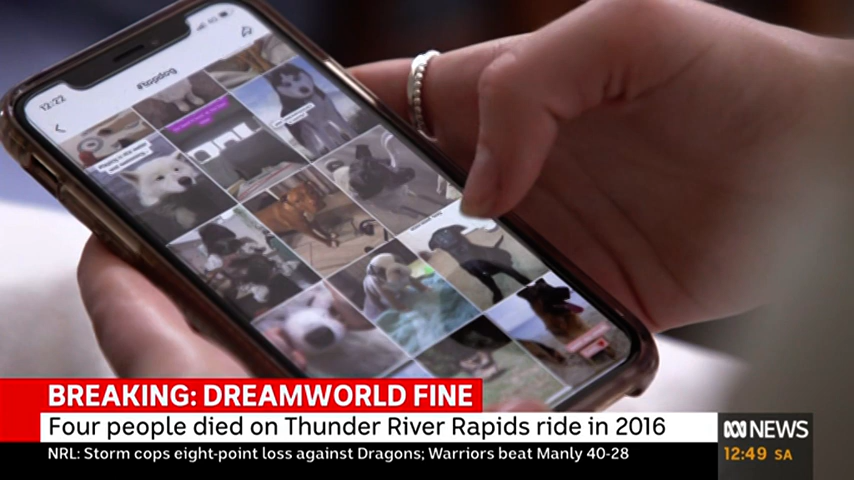 12:22
#topdog
BREAKING: DREAMWORLD FINE
Four people died on Thunder River Rapids ride in 2016
NRL: Storm cops eight-point loss against Dragons; Warriors beat Manly 40-28
ABC NEWS
12:49 SA